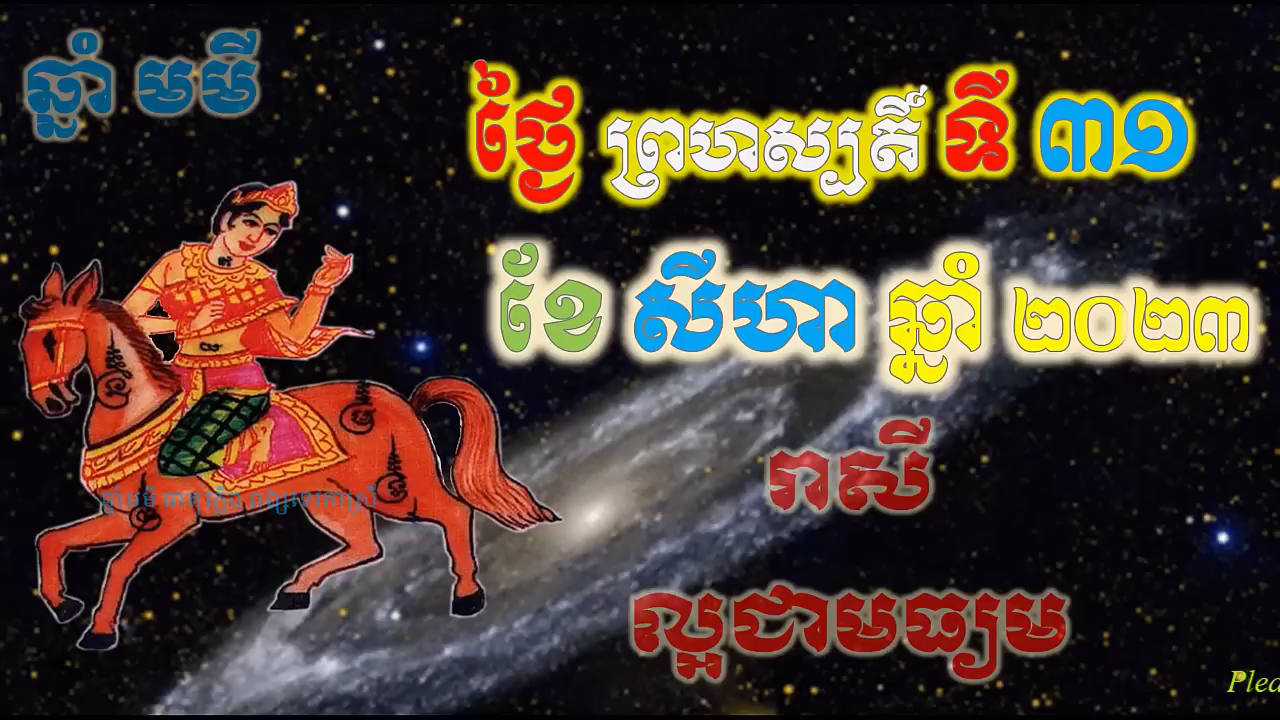 ឆ្នាំ មមី
ថ្ងៃ ព្រហស្បតិ៍ ទី ៣១
ខែ សីហា ឆ្នាំ ២០២៣
រាសី
ល្អជាមធ្យម
Plea